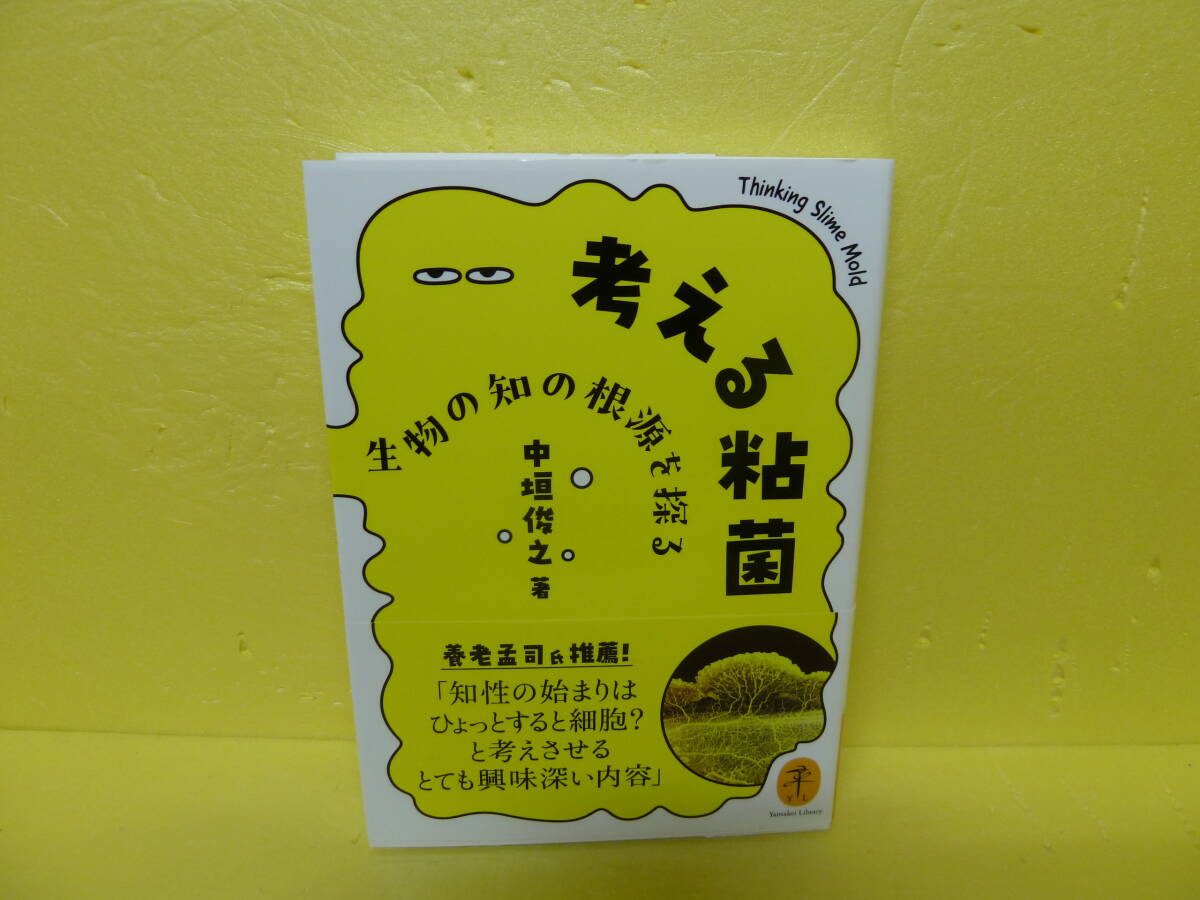 Thinking Slime Mold
考える粘菌
生物の知の根源を探る
中垣俊之 著
養老孟司氏推薦!
「知性の始まりは
ひょっとすると細胞?
と考えさせる
とても興味深い内容」
Y L
Yamakei Library